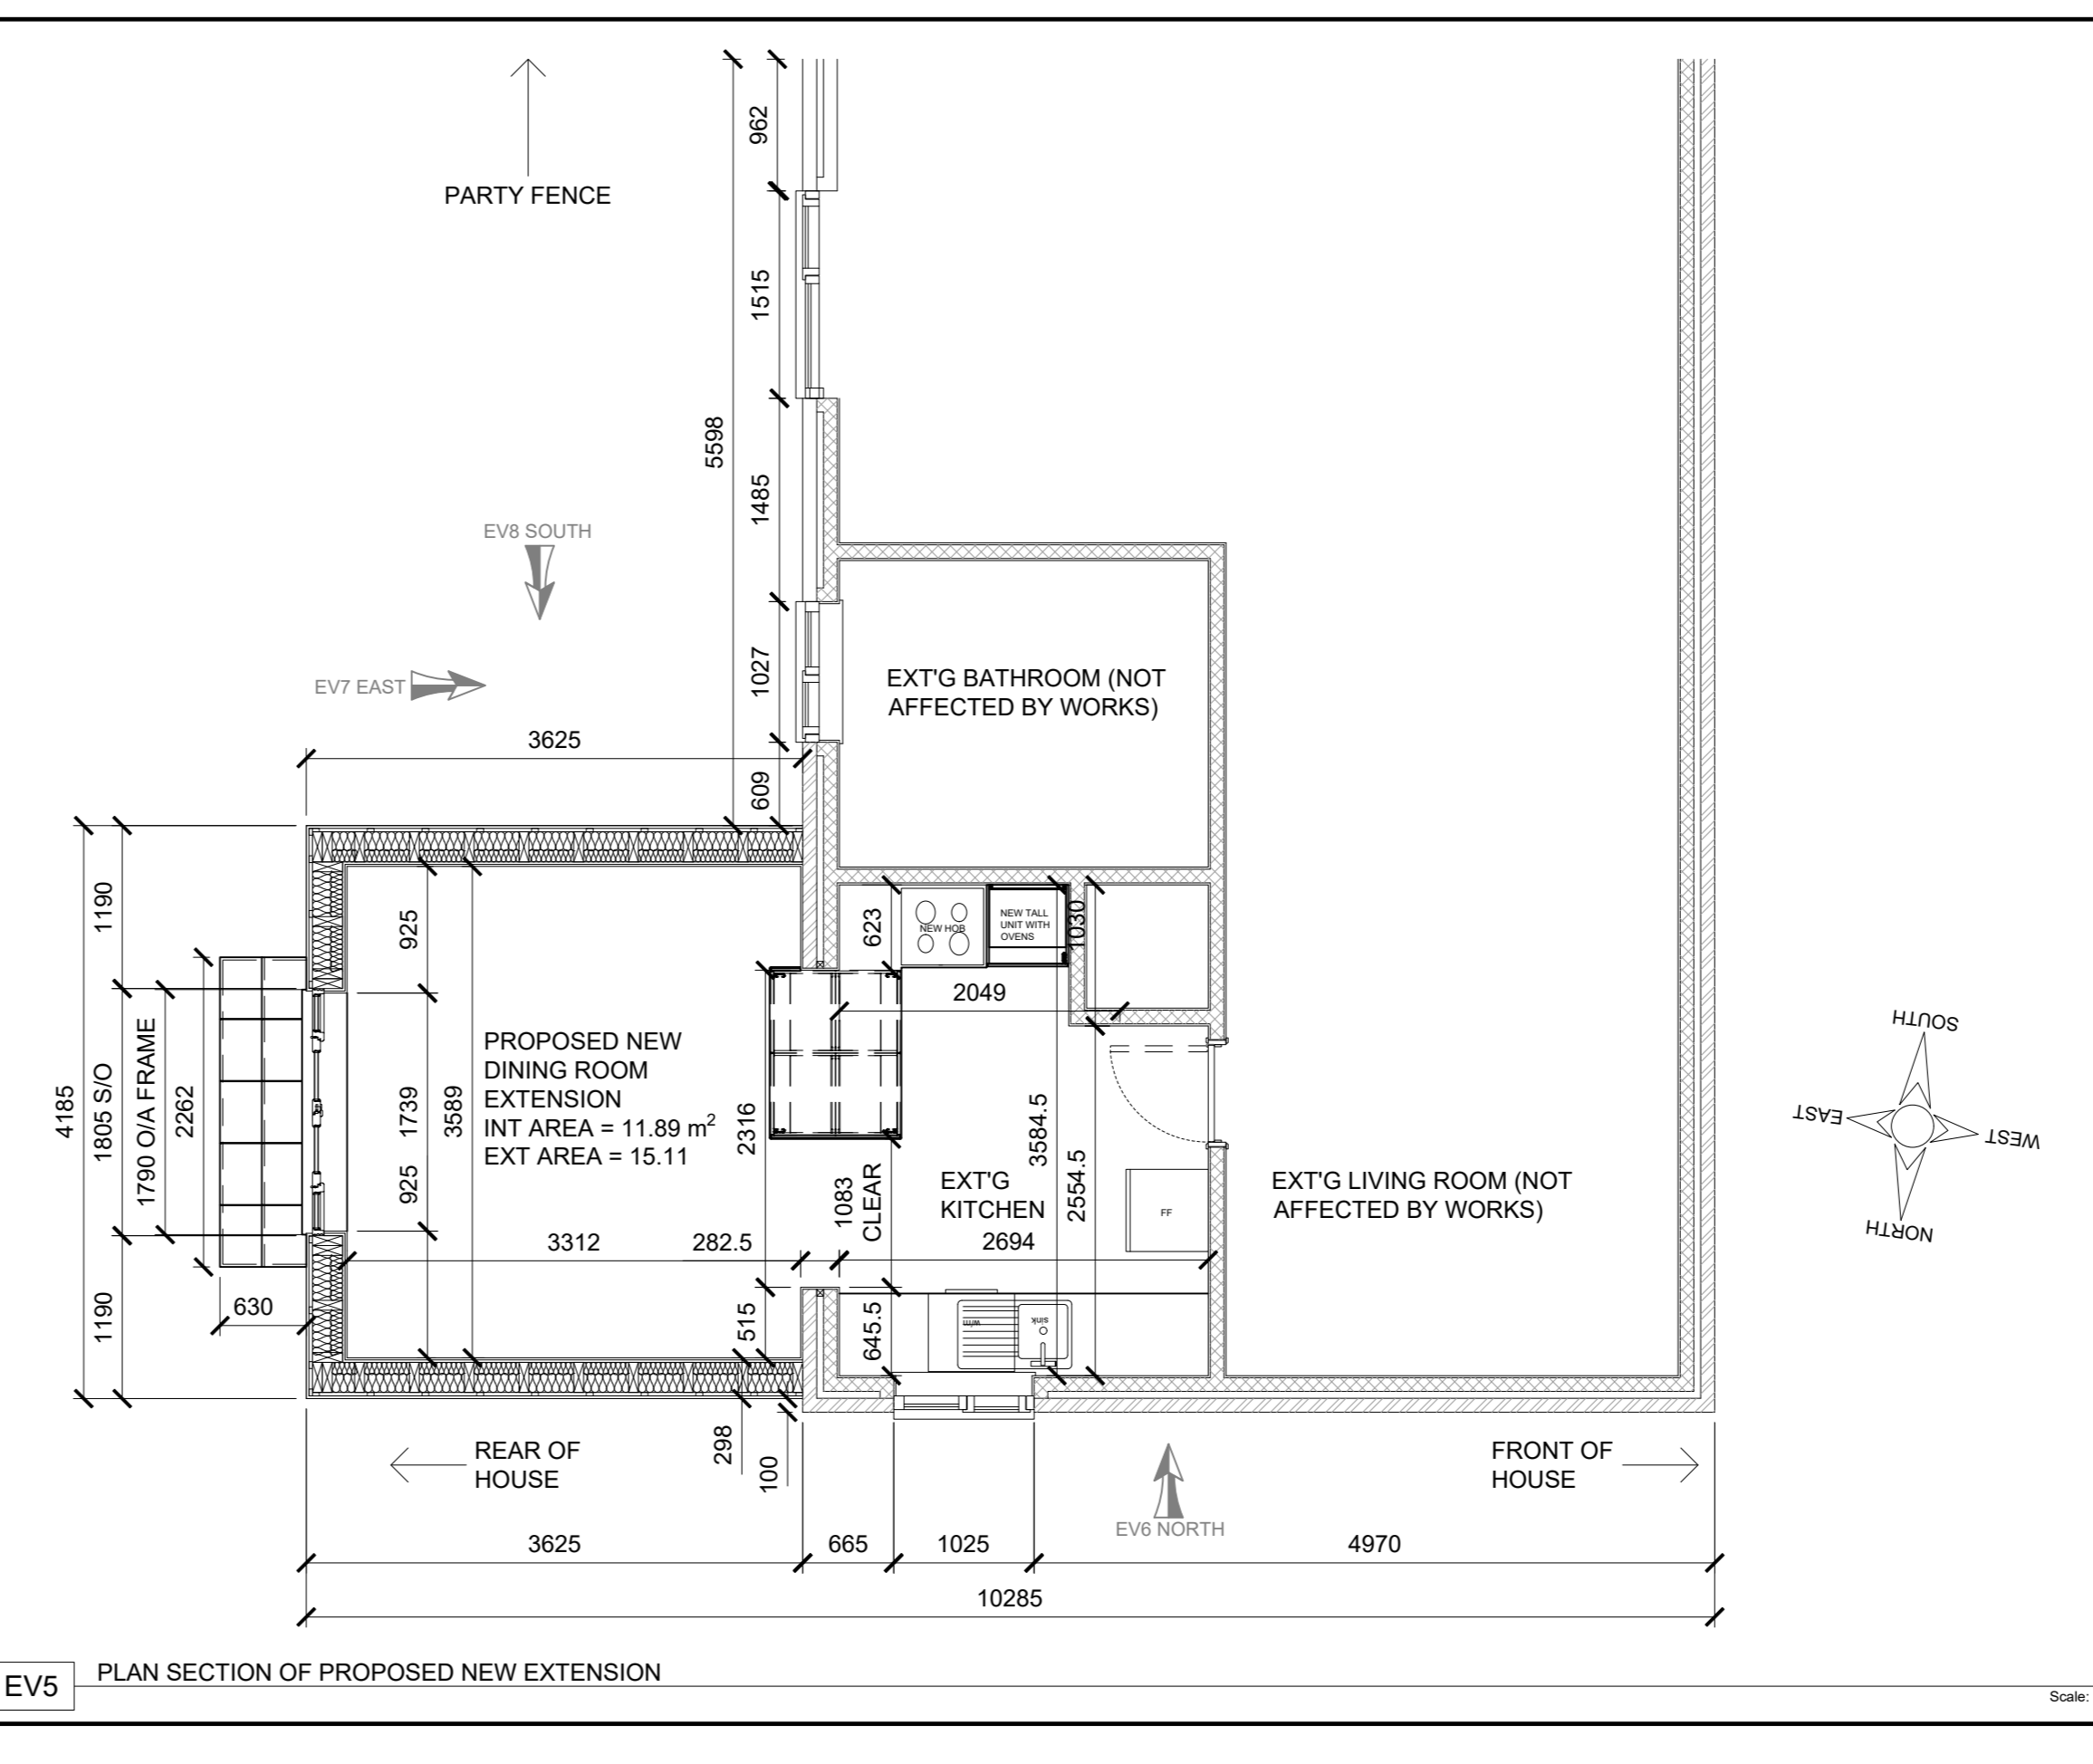 962
PARTY FENCE
1515
5598
1485
EV8 SOUTH
EV7 EAST
1027
EXT'G BATHROOM (NOT
AFFECTED BY WORKS)
3625
609
1190
925
623
NEW HOB
NEW TALL
UNIT WITH
OVENS
1030
2049
4185
1805 S/O
1790 O/A FRAME
2262
1739
3589
PROPOSED NEW
DINING ROOM
EXTENSION
INT AREA = 11.89 m²
EXT AREA = 15.11
2316
3584.5
2554.5
SOUTH
EAST
WEST
NORTH
925
1083
CLEAR
EXT'G
KITCHEN
2694
FF
EXT'G LIVING ROOM (NOT
AFFECTED BY WORKS)
3312
282.5
630
1190
515
645.5
w/m
sink
REAR OF
HOUSE
298
100
EV6 NORTH
FRONT OF
HOUSE
3625
665
1025
4970
10285
EV5
PLAN SECTION OF PROPOSED NEW EXTENSION
Scale: